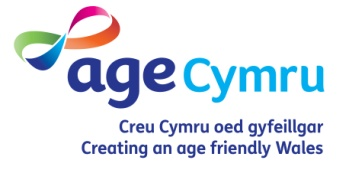 age Cymru
Creu Cymru oed gyfeillgar
Creating an age friendly Wales